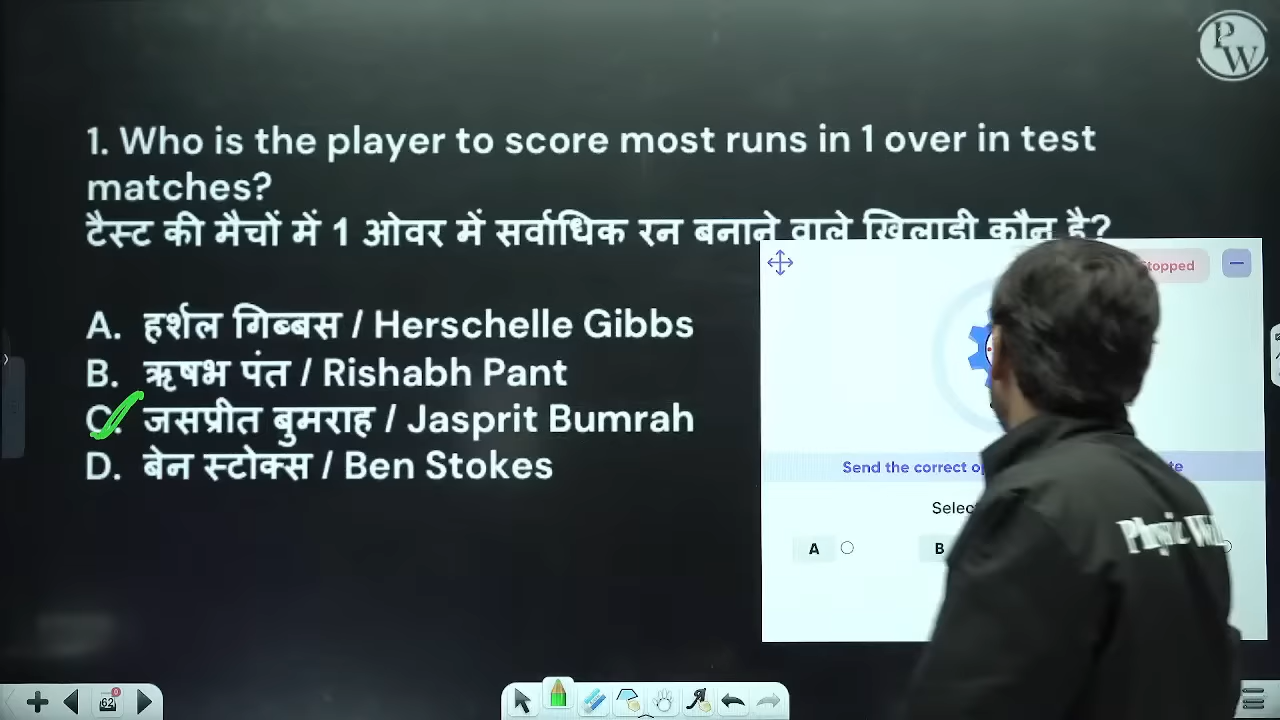 PW
1. Who is the player to score most runs in 1 over in test
matches?
टैस्ट की मैचों में 1 ओवर में सर्वाधिक रन बनाने वाले खिलाड़ी कौन है?
A. हर्शल गिब्बस / Herschelle Gibbs
B. ऋषभ पंत / Rishabh Pant
C. जसप्रीत बुमराह / Jasprit Bumrah
D. बेन स्टोक्स / Ben Stokes
Send the correct
A
B
62
0